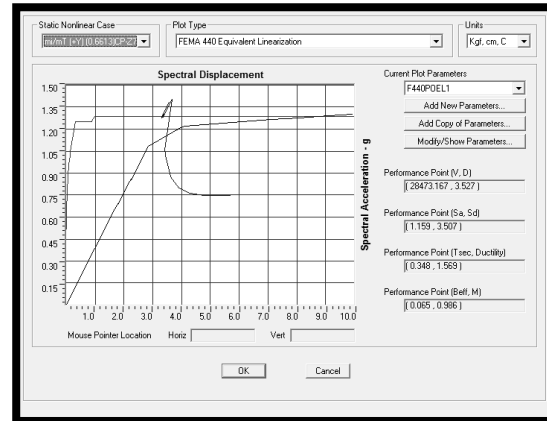 Static Nonlinear Case
Plot Type
Units
FEMA 440 Equivalent Linearization
Kgf, cm, C
Spectral Displacement
1.50
1.35
1.20
1.05
0.90
0.75
0.60
0.45
0.30
0.15
1.0 2.0 3.0 4.0 5.0 6.0 7.0 8.0 9.0 10.0
Spectral Acceleration - g
Mouse Pointer Location Horiz Vert
Current Plot Parameters
F440POEL1
Add New Parameters...
Add Copy of Parameters...
Modify/Show Parameters...
Performance Point (V, D)
( 28473.167 , 3.527 )
Performance Point (Sa, Sd)
( 1.159 , 3.507 )
Performance Point (Tsec, Ductility)
( 0.348 , 1.569 )
Performance Point (Beff, M)
( 0.065 , 0.986 )
OK Cancel